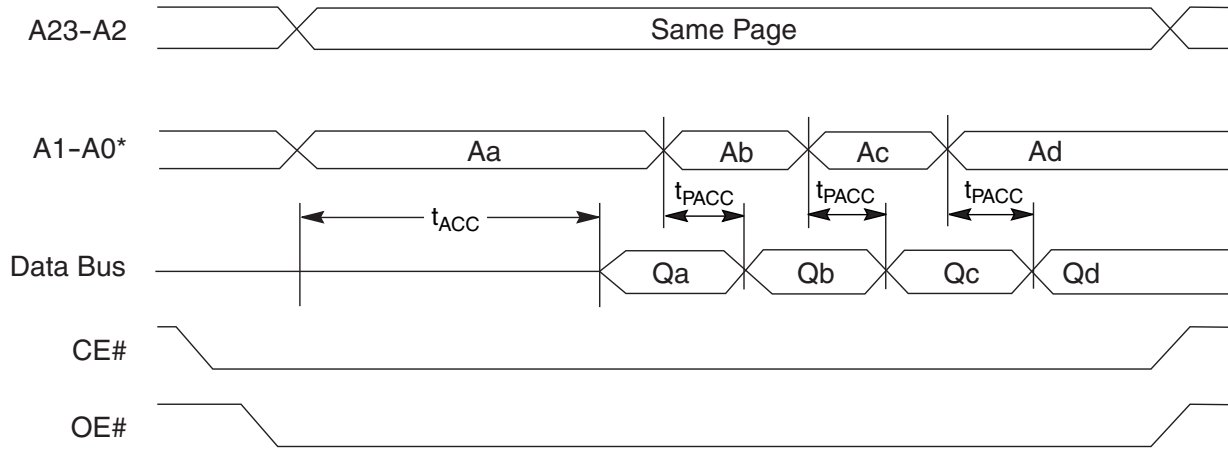 A23–A2
Same Page
A1–A0*
Aa
Ab
Ac
Ad
tPACC
tPACC
tPACC
tACC
Data Bus
Qa
Qb
Qc
Qd
CE#
OE#